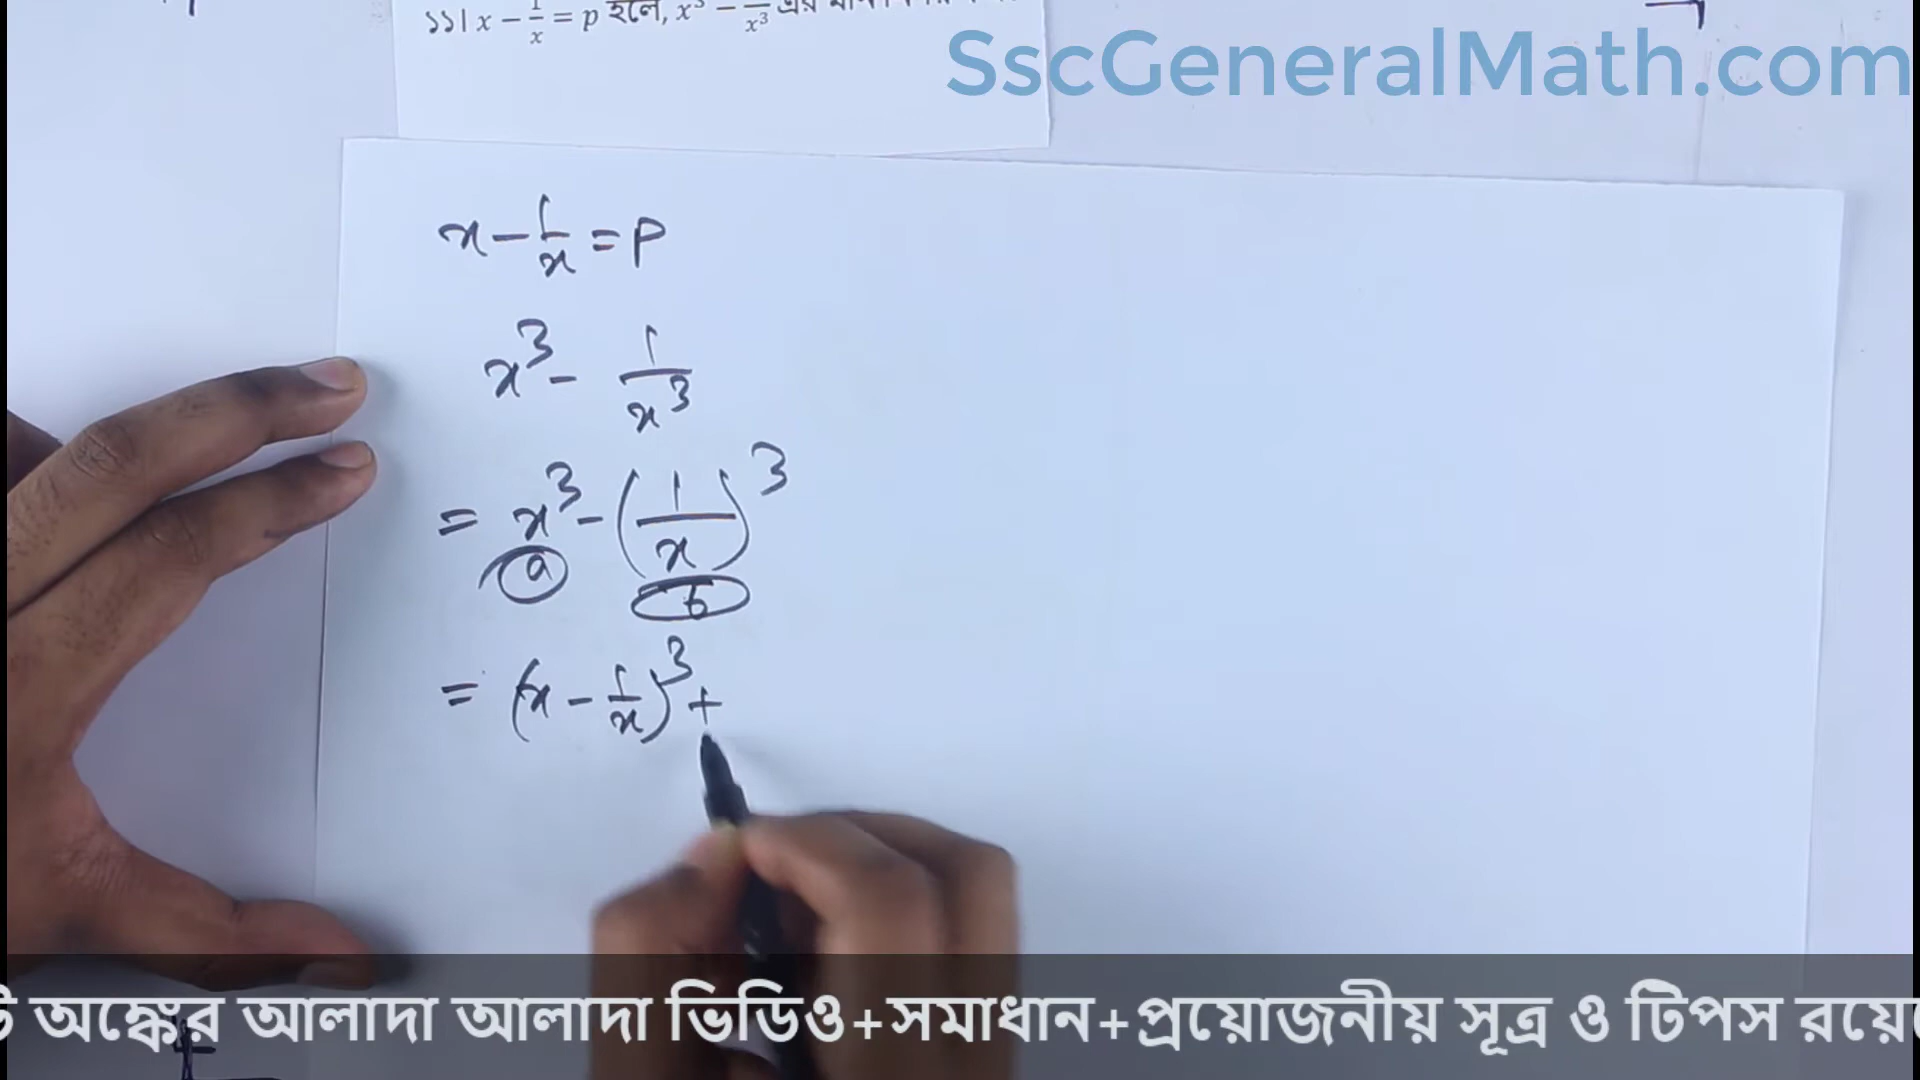 ১১। x - 1/x = p হলে, x³ - 1/x³ এর
SscGeneralMath.com
x - 1/x = p
x³ - 1/x³
= x³ - (1/x)³
a b
= (x - 1/x)³ +
অঙ্কের আলাদা আলাদা ভিডিও+সমাধান+প্রয়োজনীয় সূত্র ও টিপস